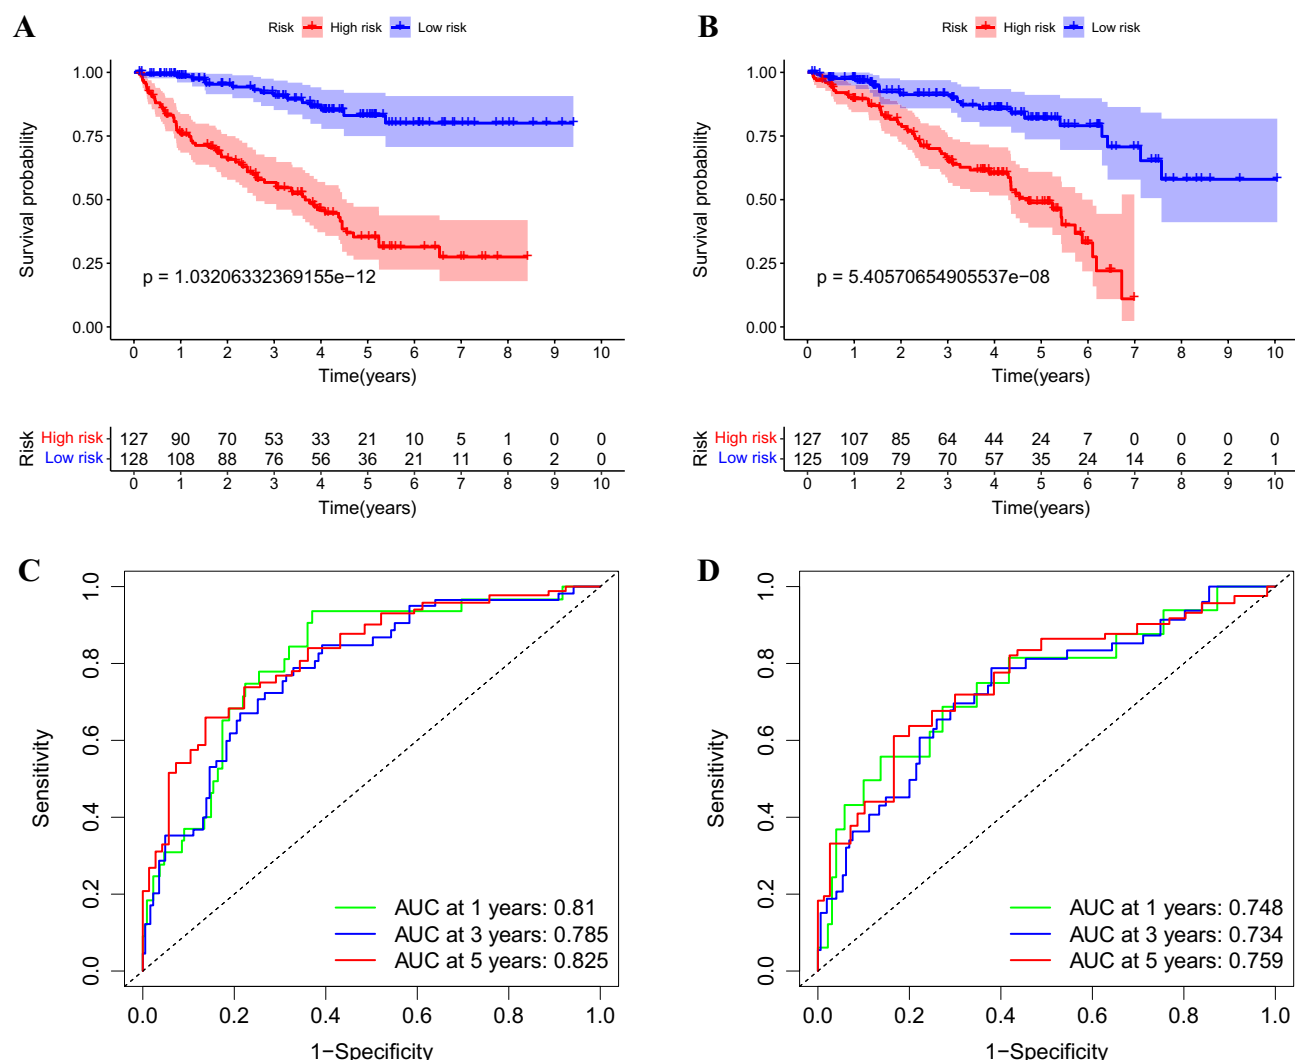 A
Risk High risk Low risk
Survival probability
1.00
0.75
0.50
0.25
0.00
p = 1.03206332369155e−12
0 1 2 3 4 5 6 7 8 9 10
Time(years)
Risk
High risk 127 90 70 53 33 21 10 5 1 0 0
Low risk 128 108 88 76 56 36 21 11 6 2 0
0 1 2 3 4 5 6 7 8 9 10
Time(years)
B
Risk High risk Low risk
Survival probability
1.00
0.75
0.50
0.25
0.00
p = 5.40570654905537e−08
0 1 2 3 4 5 6 7 8 9 10
Time(years)
Risk
High risk 127 107 85 64 44 24 7 0 0 0 0
Low risk 125 109 79 70 57 35 24 14 6 2 1
0 1 2 3 4 5 6 7 8 9 10
Time(years)
C
Sensitivity
1.0
0.8
0.6
0.4
0.2
0.0
AUC at 1 years: 0.81
AUC at 3 years: 0.785
AUC at 5 years: 0.825
0.0 0.2 0.4 0.6 0.8 1.0
1−Specificity
D
Sensitivity
1.0
0.8
0.6
0.4
0.2
0.0
AUC at 1 years: 0.748
AUC at 3 years: 0.734
AUC at 5 years: 0.759
0.0 0.2 0.4 0.6 0.8 1.0
1−Specificity